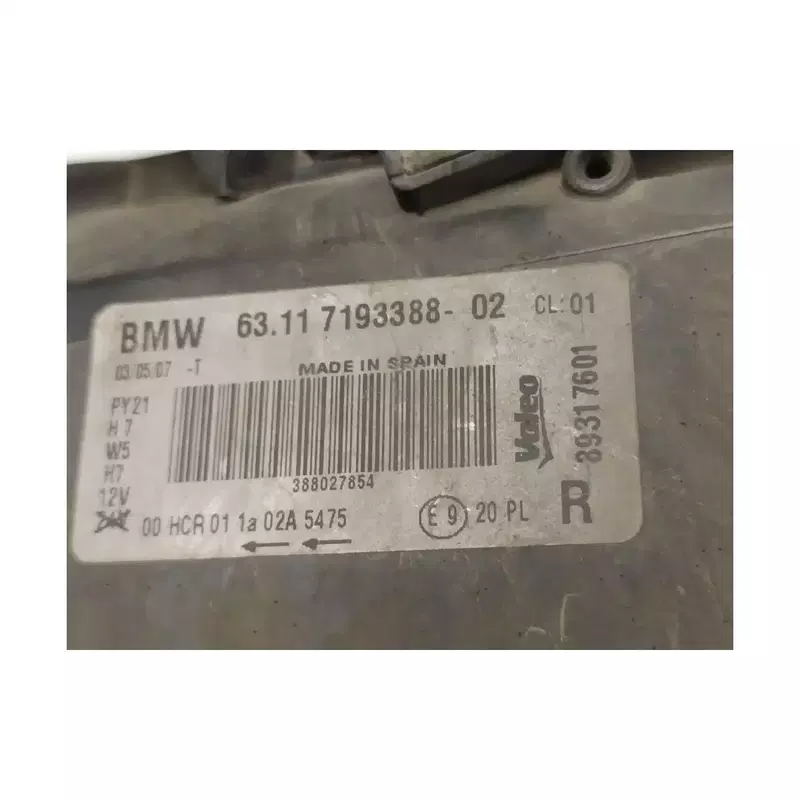 BMW 63.11 7193388- 02 CL: 01
03.05.07 -T MADE IN SPAIN
PY21
H7
W5
H7
12V
388027854
Valeo
89317601
00 HCR 01 1a 02A 5475
E 9 20 PL
R